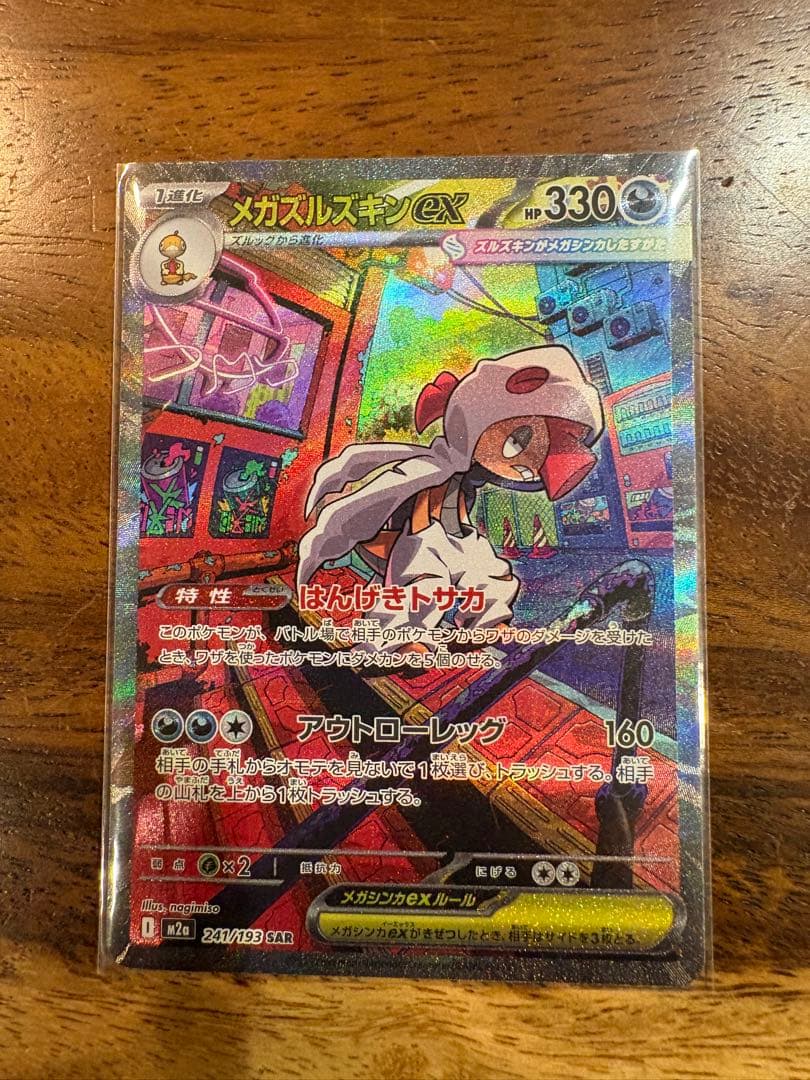 1進化
メガズルズキンex
HP330
ズルッグから進化
ズルズキンがメガシンカしたすがた
特性
とくせい
はんげきトサカ
このポケモンが、バトル場で相手のポケモンからワザのダメージを受けた
とき、ワザを使ったポケモンにダメカンを5個のせる。
アウトローレッグ 160
相手の手札からオモテを見ないで1枚選び、トラッシュする。相手
の山札を上から1枚トラッシュする。
弱点 ×2 抵抗力 にげる
Illus. nagimiso
メガシンカexルール
メガシンカexがきぜつしたとき、相手はサイドを3枚とる。
M2a 241/193 SAR